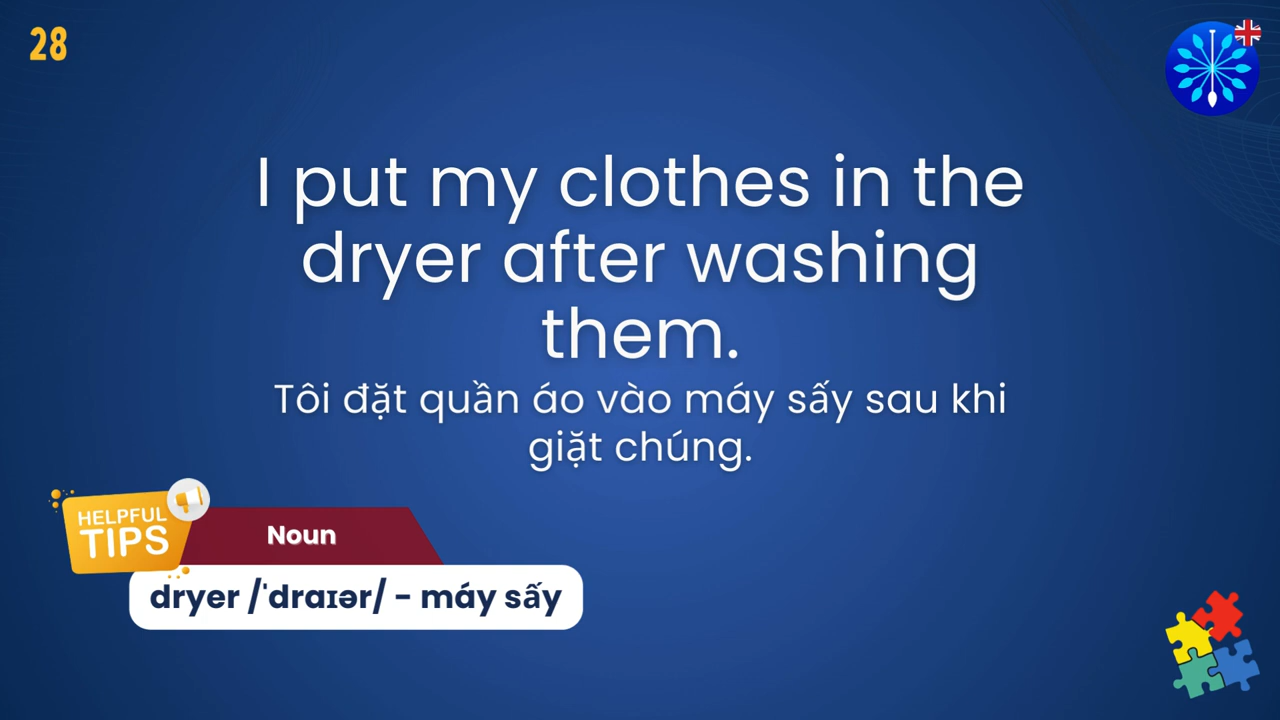 28
I put my clothes in the
dryer after washing
them.
Tôi đặt quần áo vào máy sấy sau khi
giặt chúng.
HELPFUL
TIPS
Noun
dryer /ˈdraɪər/ - máy sấy